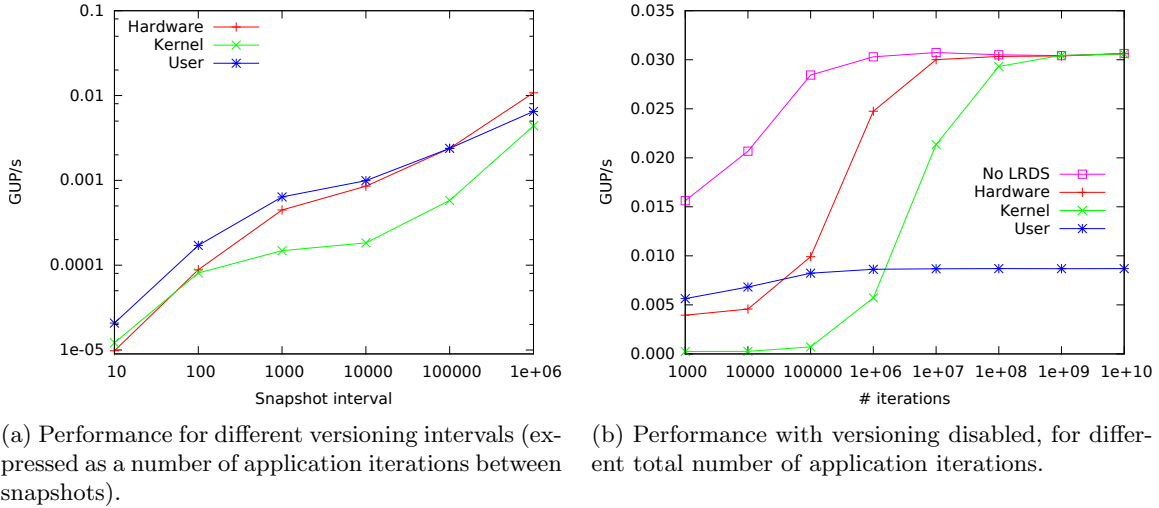 0.1
0.01
0.001
0.0001
1e-05
GUP/s
Hardware
Kernel
User
10 100 1000 10000 100000 1e+06
Snapshot interval
(a) Performance for different versioning intervals (ex-
pressed as a number of application iterations between
snapshots).
0.035
0.030
0.025
0.020
0.015
0.010
0.005
0.000
GUP/s
No LRDS
Hardware
Kernel
User
1000 10000 100000 1e+06 1e+07 1e+08 1e+09 1e+10
# iterations
(b) Performance with versioning disabled, for differ-
ent total number of application iterations.